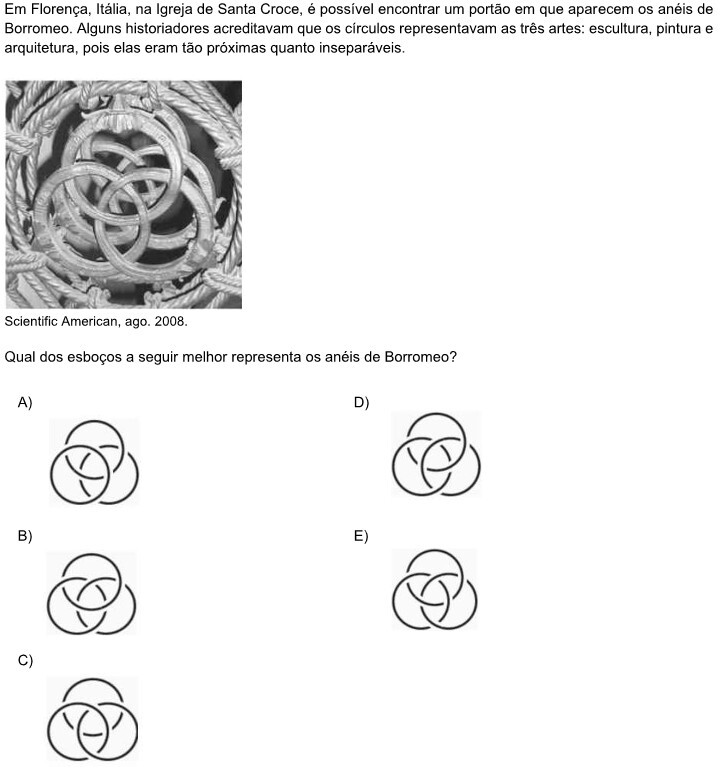 Em Florença, Itália, na Igreja de Santa Croce, é possível encontrar um portão em que aparecem os anéis de
Borromeo. Alguns historiadores acreditavam que os círculos representavam as três artes: escultura, pintura e
arquitetura, pois elas eram tão próximas quanto inseparáveis.
Scientific American, ago. 2008.
Qual dos esboços a seguir melhor representa os anéis de Borromeo?
A)
D)
B)
E)
C)